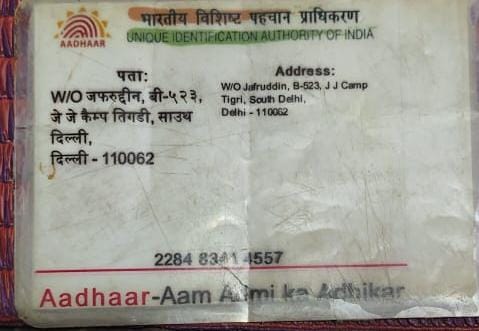 भारतीय विशिष्ट पहचान प्राधिकरण
AADHAAR
UNIQUE IDENTIFICATION AUTHORITY OF INDIA
पता:
W/O जफरुद्दीन, बी-५२३,
जे जे कैम्प तिगडी, साउथ
दिल्ली,
दिल्ली - 110062
Address:
W/O Jafruddin, B-523, J J Camp
Tigri, South Delhi,
Delhi - 110062
2284 8341 4557
Aadhaar-Aam Admi ka Adhikar